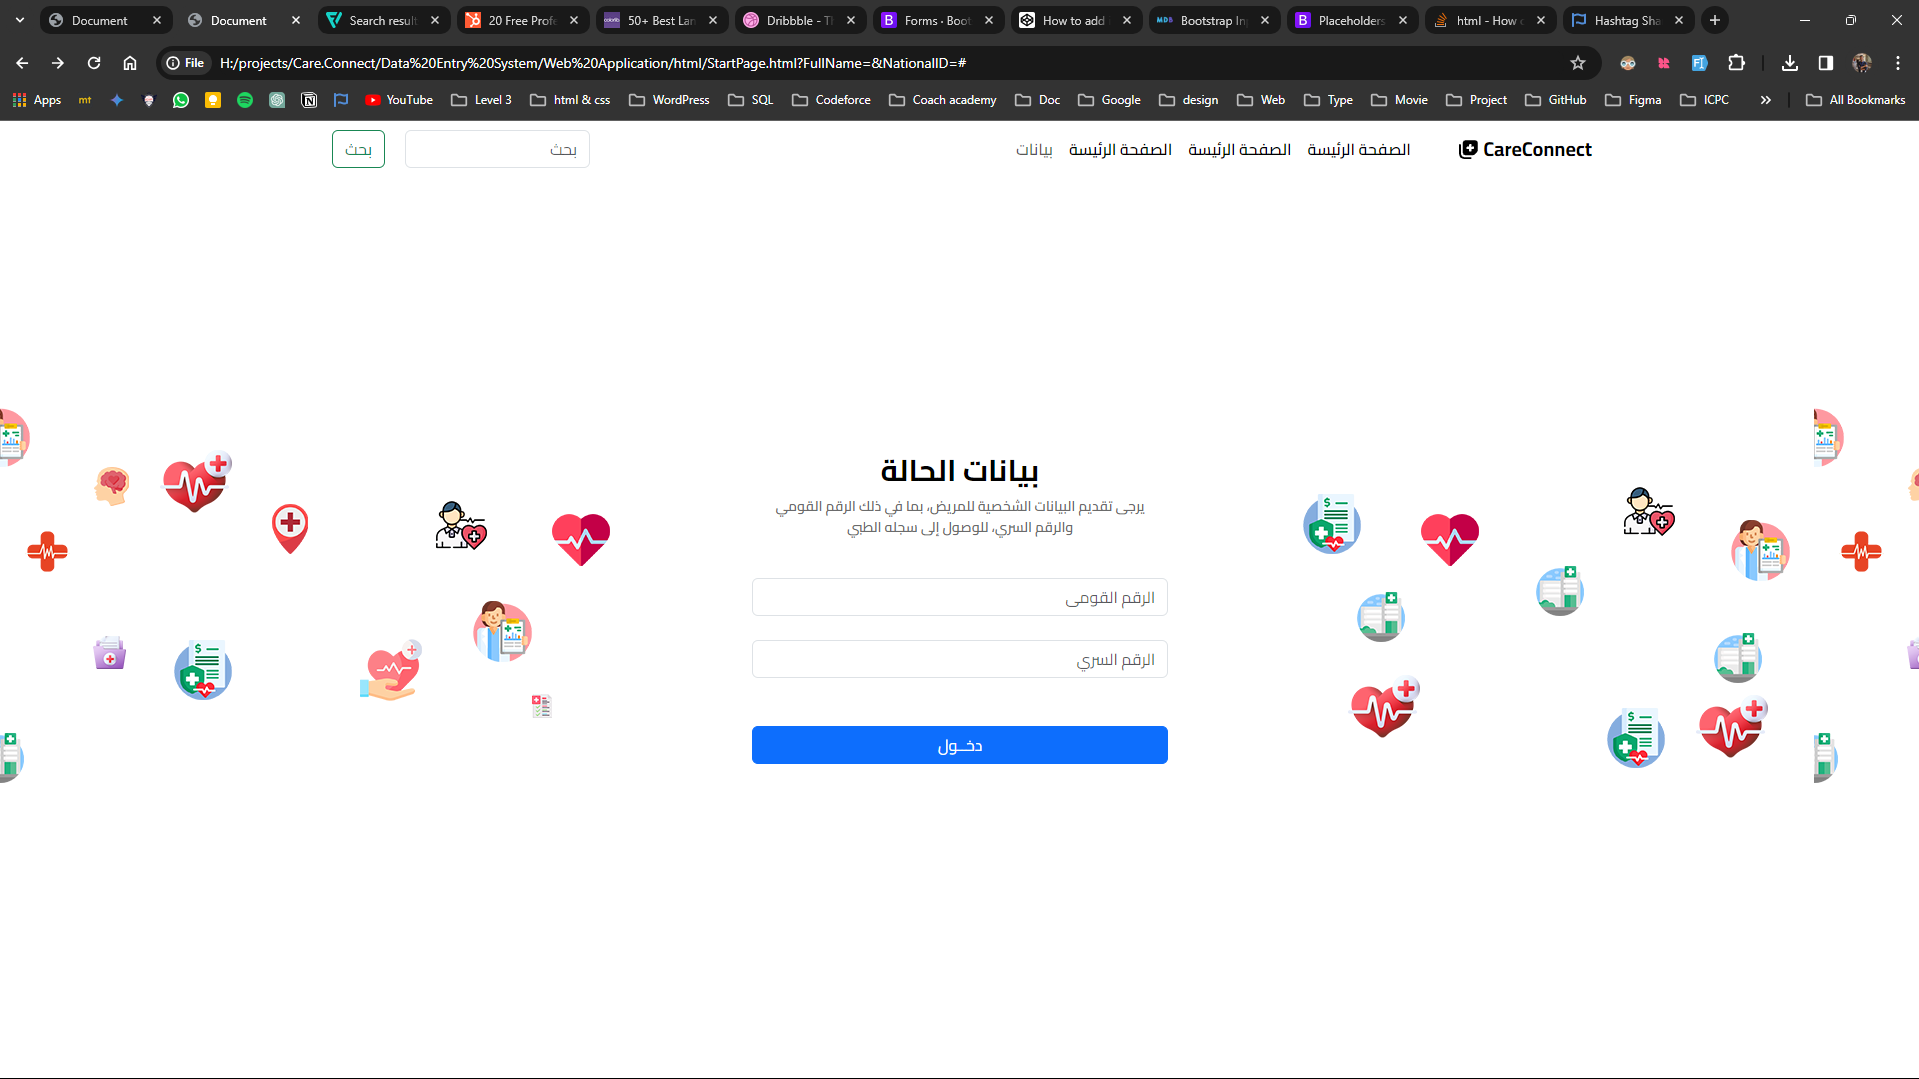 Document
Document
Search result
20 Free Profe
50+ Best Lan
Dribbble - Th
Forms · Boot
How to add
Bootstrap In
Placeholders
html - How
Hashtag Sha
File
H:/projects/Care.Connect/Data%20Entry%20System/Web%20Application/html/StartPage.html?FullName=&NationalID=#
Apps
mt
YouTube
Level 3
html & css
WordPress
SQL
Codeforce
Coach academy
Doc
Google
design
Web
Type
Movie
Project
GitHub
Figma
ICPC
All Bookmarks
CareConnect
الصفحة الرئيسة
الصفحة الرئيسة
الصفحة الرئيسة
بيانات
بحث
بحث
بيانات الحالة
يرجى تقديم البيانات الشخصية للمريض، بما في ذلك الرقم القومي
والرقم السري، للوصول إلى سجله الطبي
الرقم القومى
الرقم السري
دخــول